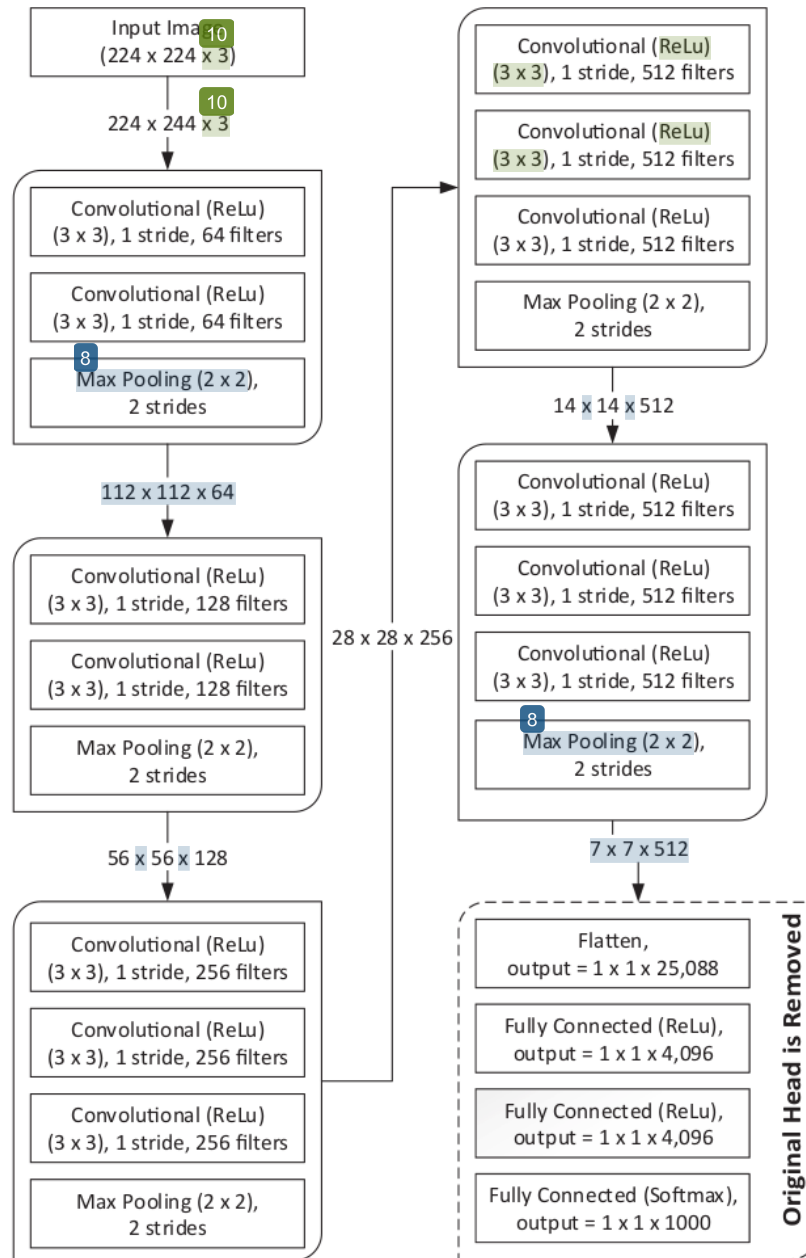 Input Image
10
(224 x 224 x 3)
10
224 x 244 x 3
Convolutional (ReLu)
(3 x 3), 1 stride, 64 filters
Convolutional (ReLu)
(3 x 3), 1 stride, 64 filters
8
Max Pooling (2 x 2),
2 strides
112 x 112 x 64
Convolutional (ReLu)
(3 x 3), 1 stride, 128 filters
Convolutional (ReLu)
(3 x 3), 1 stride, 128 filters
Max Pooling (2 x 2),
2 strides
56 x 56 x 128
Convolutional (ReLu)
(3 x 3), 1 stride, 256 filters
Convolutional (ReLu)
(3 x 3), 1 stride, 256 filters
Convolutional (ReLu)
(3 x 3), 1 stride, 256 filters
Max Pooling (2 x 2),
2 strides
28 x 28 x 256
Convolutional (ReLu)
(3 x 3), 1 stride, 512 filters
Convolutional (ReLu)
(3 x 3), 1 stride, 512 filters
Convolutional (ReLu)
(3 x 3), 1 stride, 512 filters
Max Pooling (2 x 2),
2 strides
14 x 14 x 512
Convolutional (ReLu)
(3 x 3), 1 stride, 512 filters
Convolutional (ReLu)
(3 x 3), 1 stride, 512 filters
Convolutional (ReLu)
(3 x 3), 1 stride, 512 filters
8
Max Pooling (2 x 2),
2 strides
7 x 7 x 512
Flatten,
output = 1 x 1 x 25,088
Fully Connected (ReLu),
output = 1 x 1 x 4,096
Fully Connected (ReLu),
output = 1 x 1 x 4,096
Fully Connected (Softmax),
output = 1 x 1 x 1000
Original Head is Removed